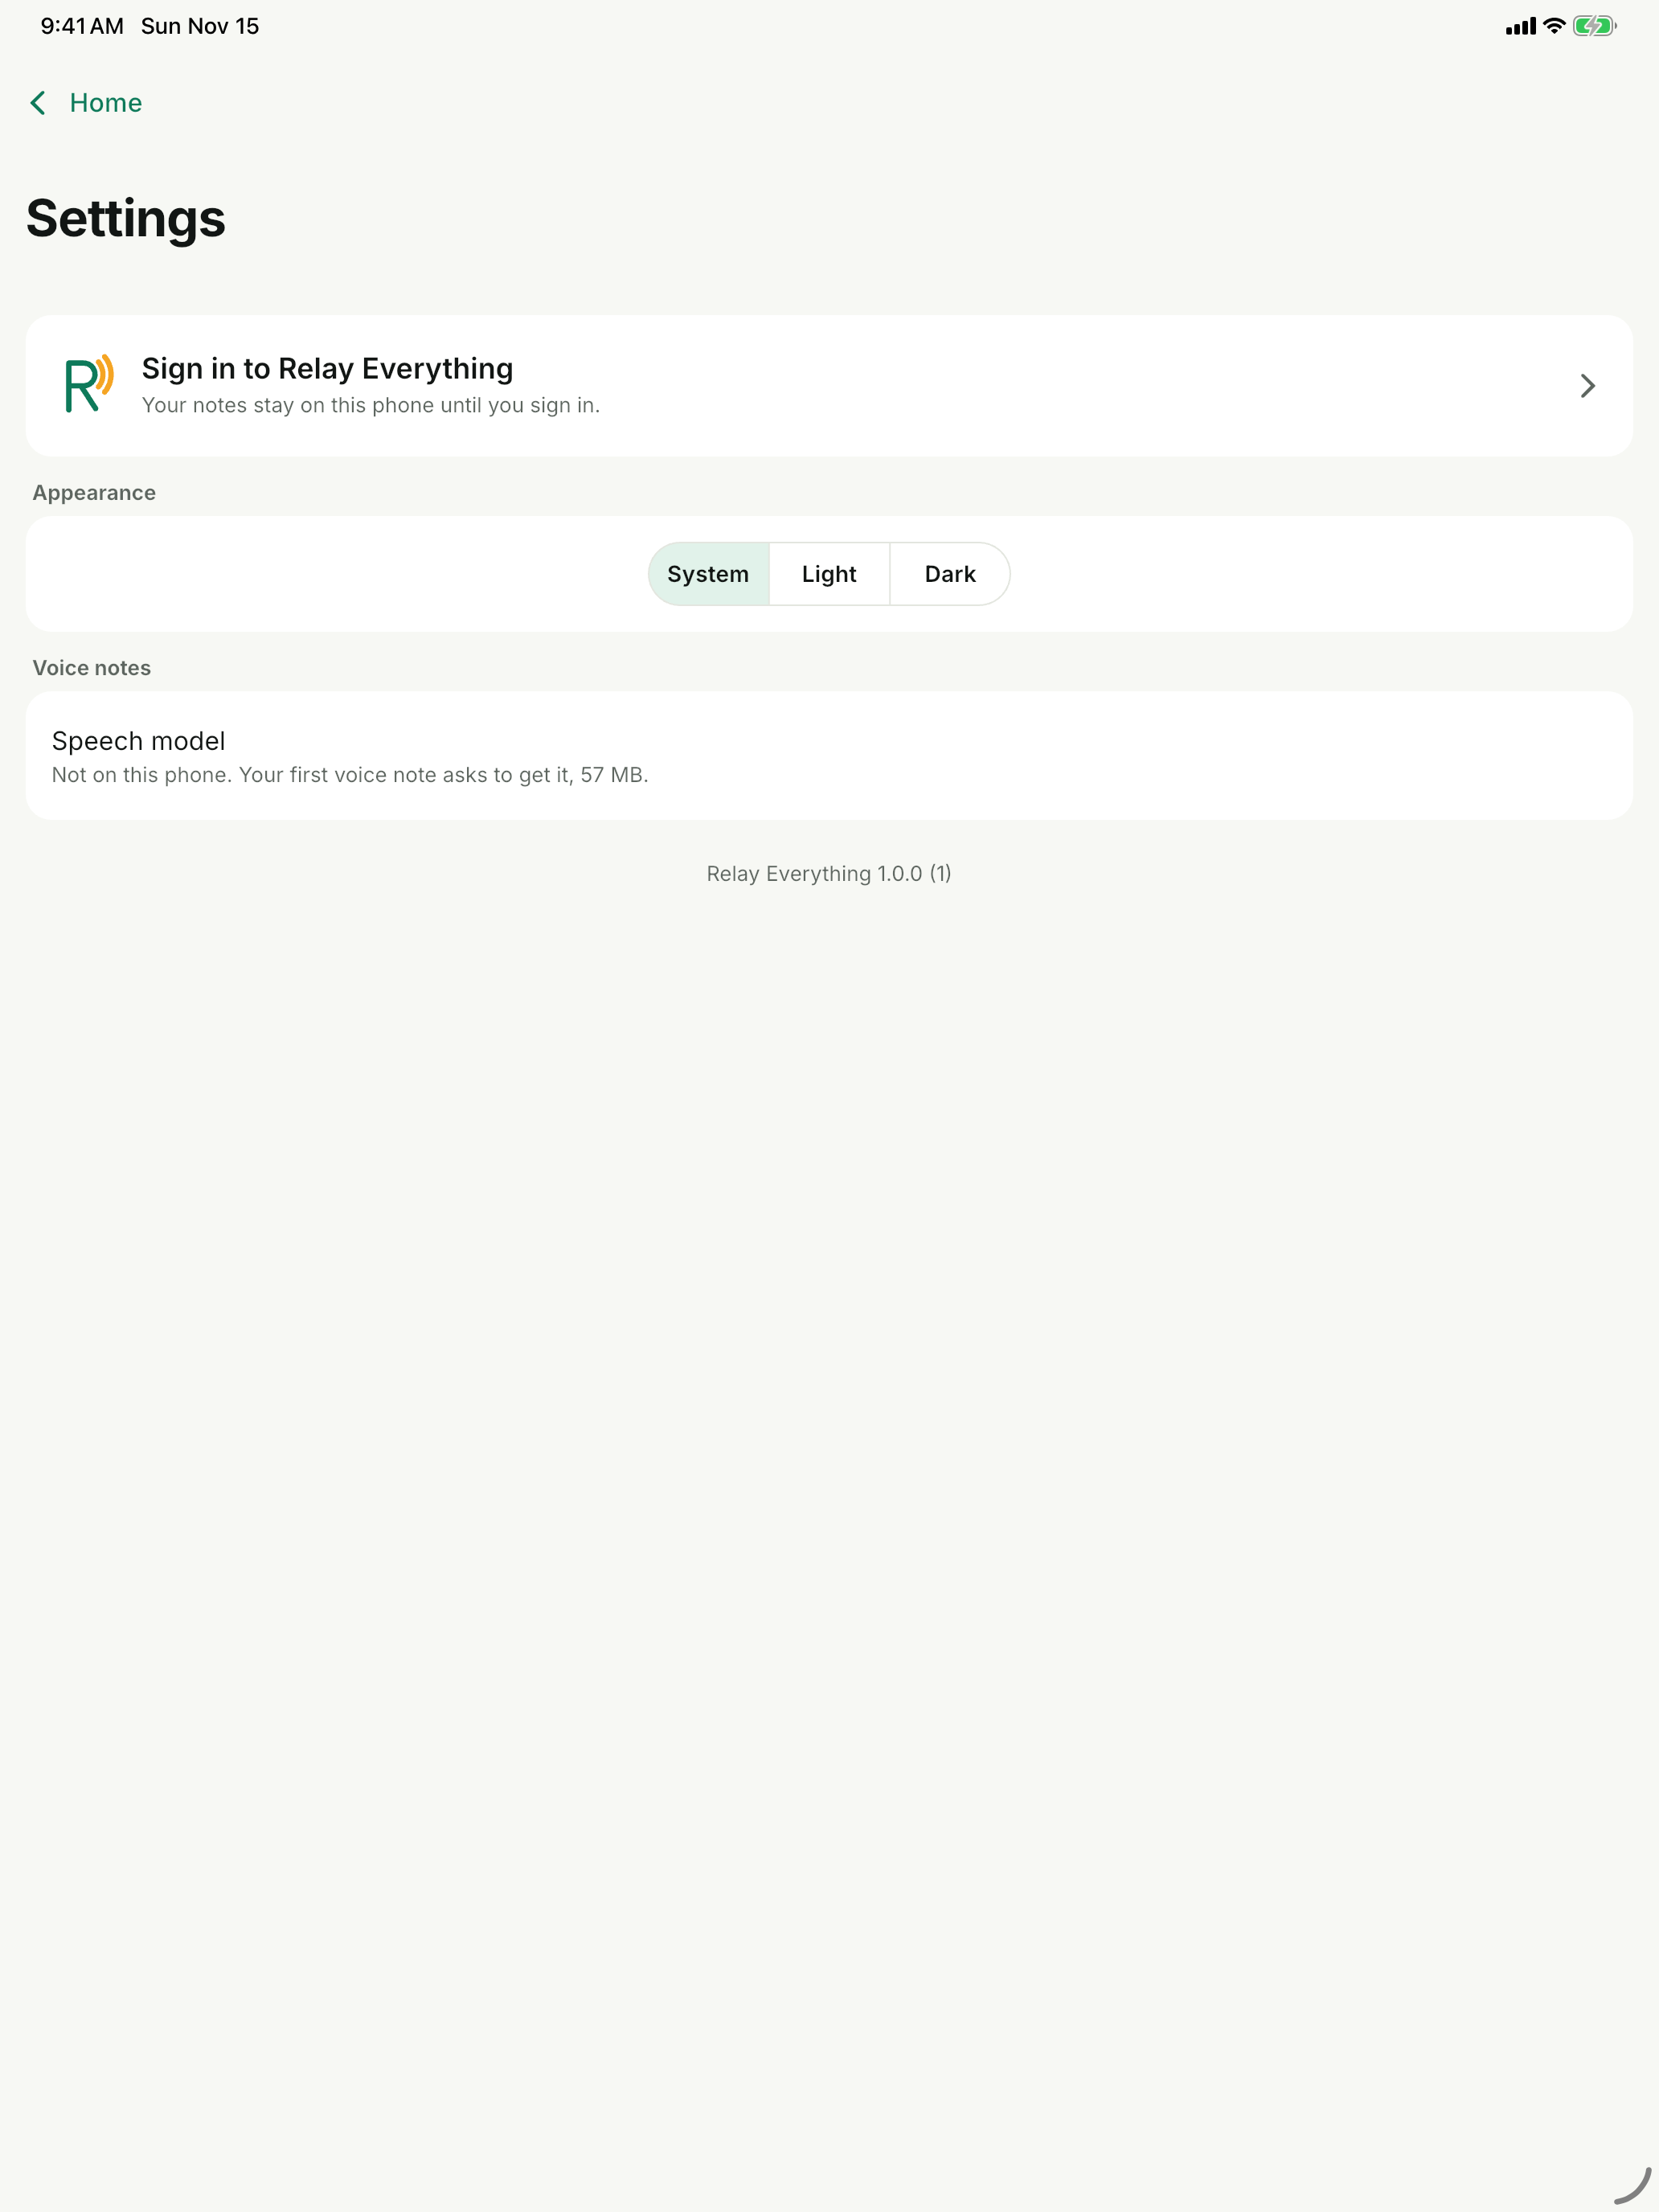 9:41 AM Sun Nov 15
Home
Settings
R
Sign in to Relay Everything
Your notes stay on this phone until you sign in.
Appearance
System Light Dark
Voice notes
Speech model
Not on this phone. Your first voice note asks to get it, 57 MB.
Relay Everything 1.0.0 (1)